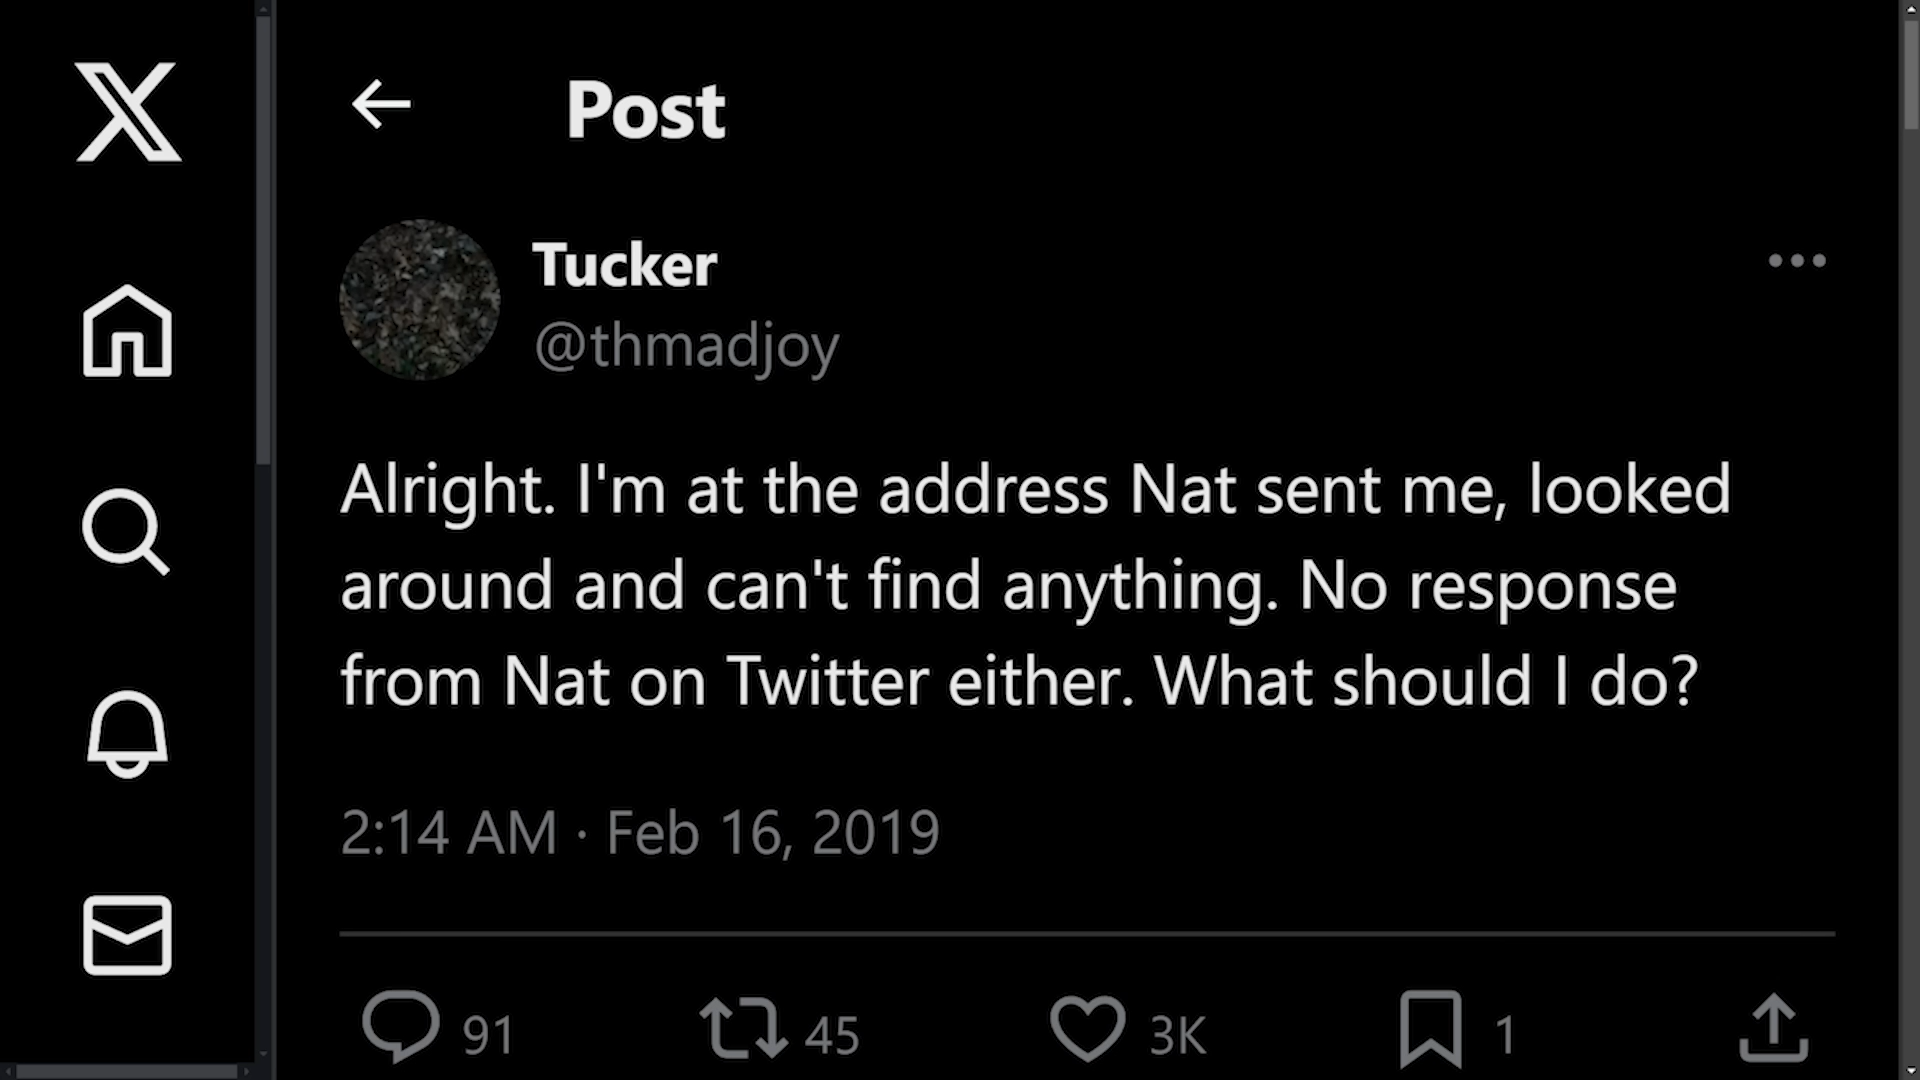 Post
Tucker
@thmadjoy
Alright. I'm at the address Nat sent me, looked
around and can't find anything. No response
from Nat on Twitter either. What should I do?
2:14 AM · Feb 16, 2019
91 45 3K 1